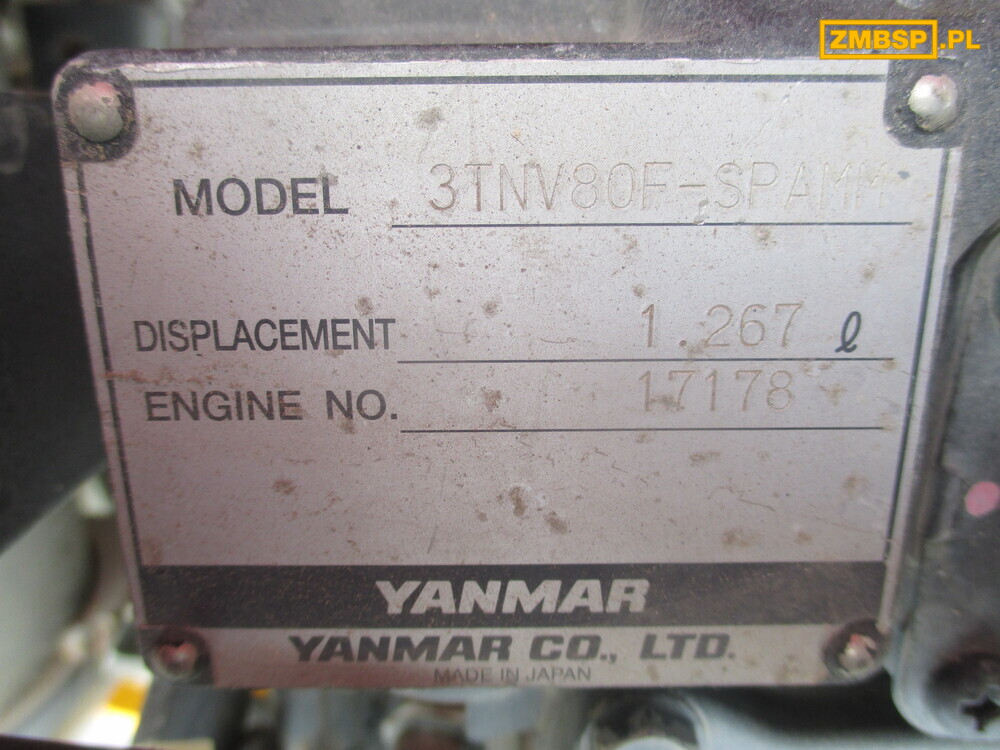 ZMBSP.PL
MODEL 3TNV80F-SPAMM
DISPLACEMENT 1.267 ℓ
ENGINE NO. 17178
YANMAR
YANMAR CO., LTD.
MADE IN JAPAN